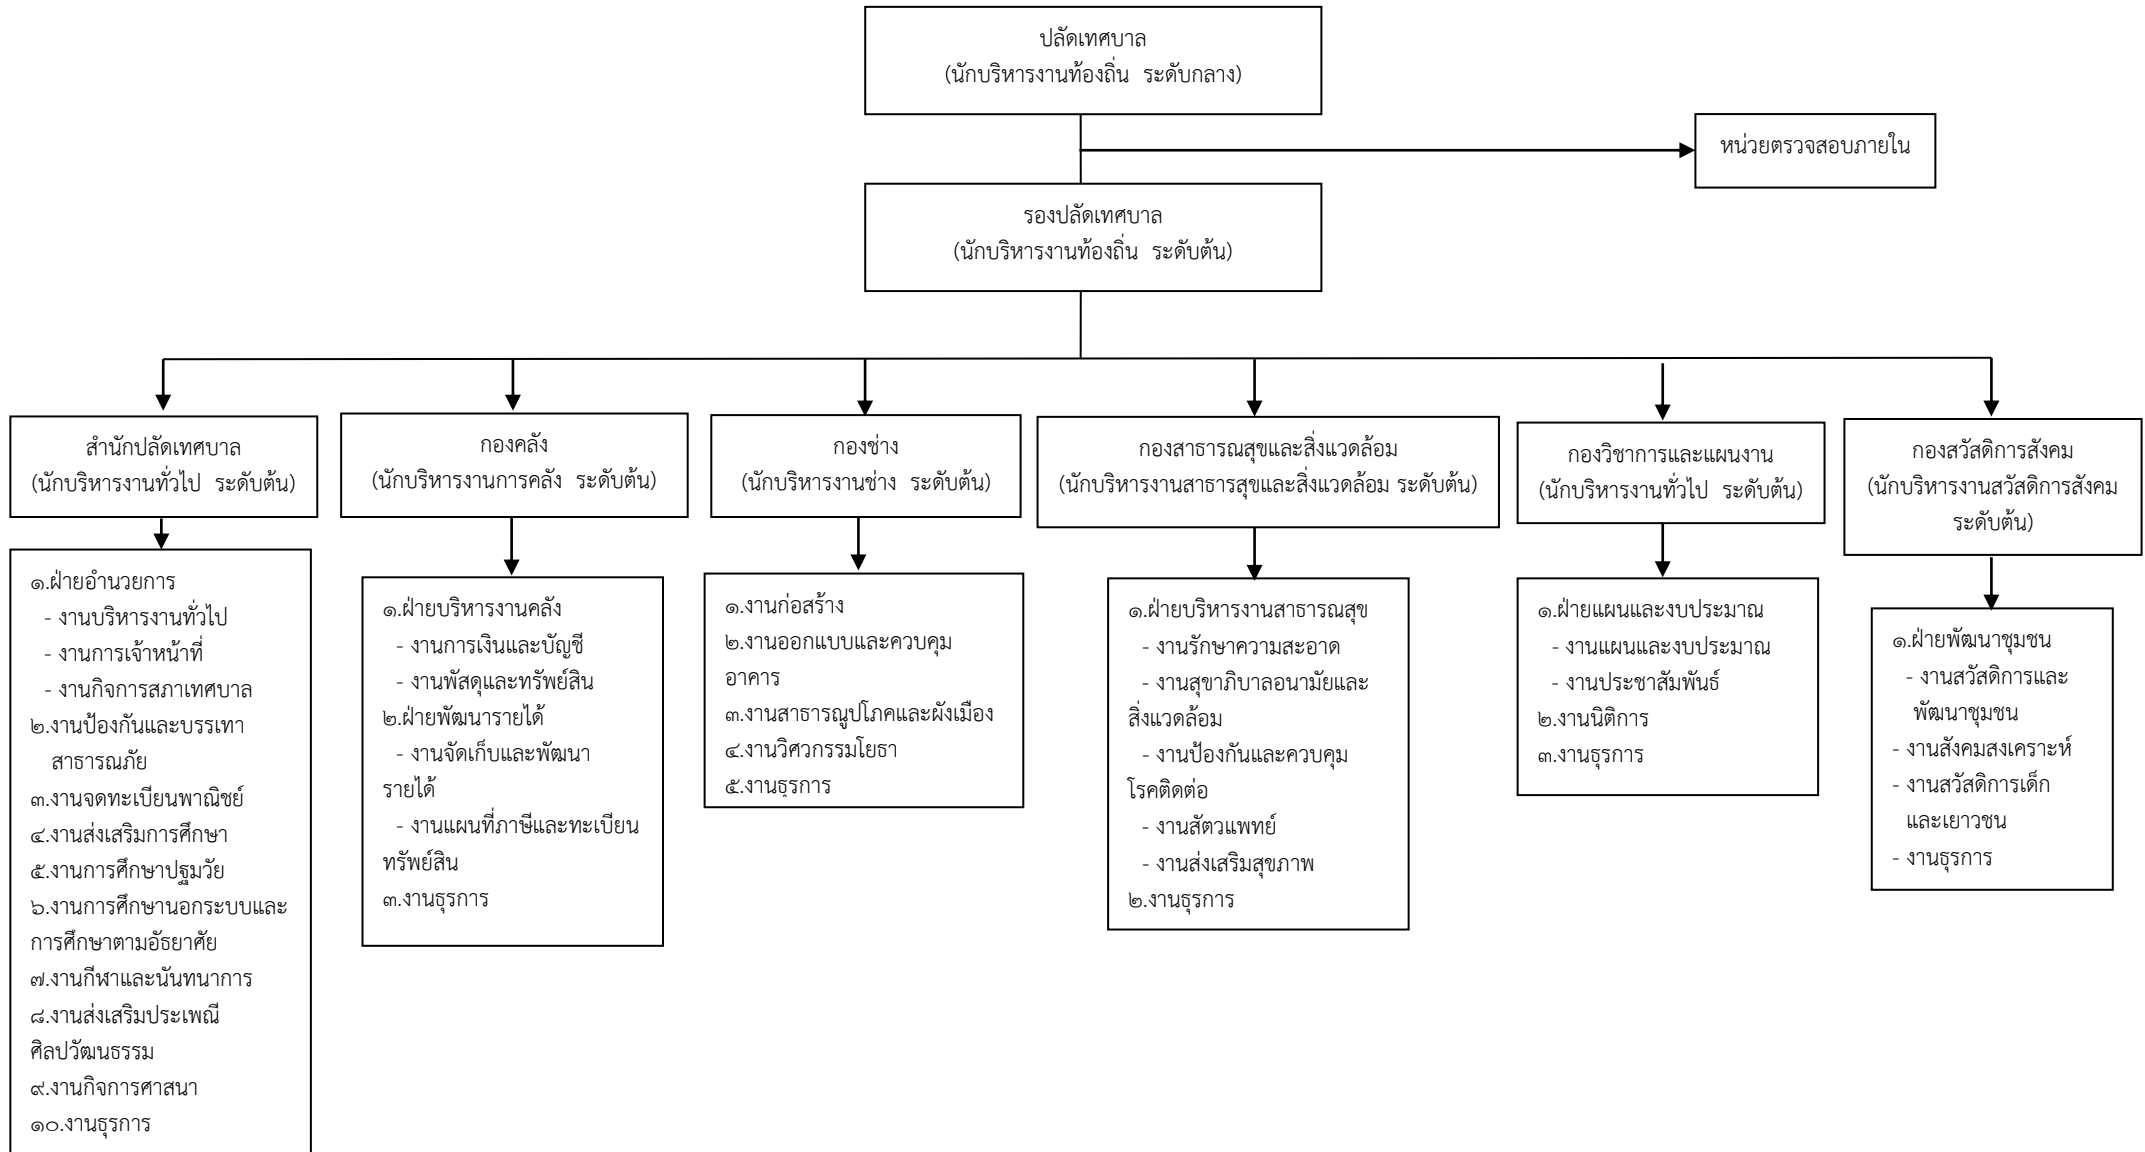 ปลัดเทศบาล
(นักบริหารงานท้องถิ่น ระดับกลาง)
หน่วยตรวจสอบภายใน
รองปลัดเทศบาล
(นักบริหารงานท้องถิ่น ระดับต้น)
สำนักปลัดเทศบาล
(นักบริหารงานทั่วไป ระดับต้น)
กองคลัง
(นักบริหารงานการคลัง ระดับต้น)
กองช่าง
(นักบริหารงานช่าง ระดับต้น)
กองสาธารณสุขและสิ่งแวดล้อม
(นักบริหารงานสาธารสุขและสิ่งแวดล้อม ระดับต้น)
กองวิชาการและแผนงาน
(นักบริหารงานทั่วไป ระดับต้น)
กองสวัสดิการสังคม
(นักบริหารงานสวัสดิการสังคม
ระดับต้น)
๑.ฝ่ายอำนวยการ
- งานบริหารงานทั่วไป
- งานการเจ้าหน้าที่
- งานกิจการสภาเทศบาล
๒.งานป้องกันและบรรเทา
สาธารณภัย
๓.งานจดทะเบียนพาณิชย์
๔.งานส่งเสริมการศึกษา
๕.งานการศึกษาปฐมวัย
๖.งานการศึกษานอกระบบและ
การศึกษาตามอัธยาศัย
๗.งานกีฬาและนันทนาการ
๘.งานส่งเสริมประเพณี
ศิลปวัฒนธรรม
๙.งานกิจการศาสนา
๑๐.งานธุรการ
๑.ฝ่ายบริหารงานคลัง
- งานการเงินและบัญชี
- งานพัสดุและทรัพย์สิน
๒.ฝ่ายพัฒนารายได้
- งานจัดเก็บและพัฒนา
รายได้
- งานแผนที่ภาษีและทะเบียน
ทรัพย์สิน
๓.งานธุรการ
๑.งานก่อสร้าง
๒.งานออกแบบและควบคุม
อาคาร
๓.งานสาธารณูปโภคและผังเมือง
๔.งานวิศวกรรมโยธา
๕.งานธุรการ
๑.ฝ่ายบริหารงานสาธารณสุข
- งานรักษาความสะอาด
- งานสุขาภิบาลอนามัยและ
สิ่งแวดล้อม
- งานป้องกันและควบคุม
โรคติดต่อ
- งานสัตวแพทย์
- งานส่งเสริมสุขภาพ
๒.งานธุรการ
๑.ฝ่ายแผนและงบประมาณ
- งานแผนและงบประมาณ
- งานประชาสัมพันธ์
๒.งานนิติการ
๓.งานธุรการ
๑.ฝ่ายพัฒนาชุมชน
- งานสวัสดิการและ
พัฒนาชุมชน
- งานสังคมสงเคราะห์
- งานสวัสดิการเด็ก
และเยาวชน
- งานธุรการ